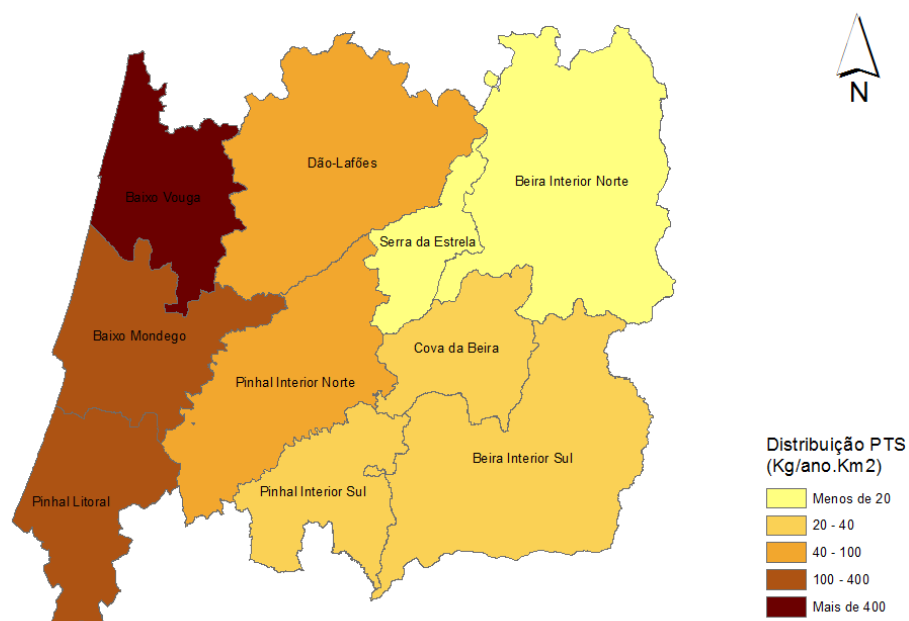 N
Dão-Lafões
Beira Interior Norte
Baixo Vouga
Serra da Estrela
Baixo Mondego
Cova da Beira
Pinhal Interior Norte
Beira Interior Sul
Pinhal Interior Sul
Pinhal Litoral
Distribuição PTS
(Kg/ano.Km2)
Menos de 20
20 - 40
40 - 100
100 - 400
Mais de 400